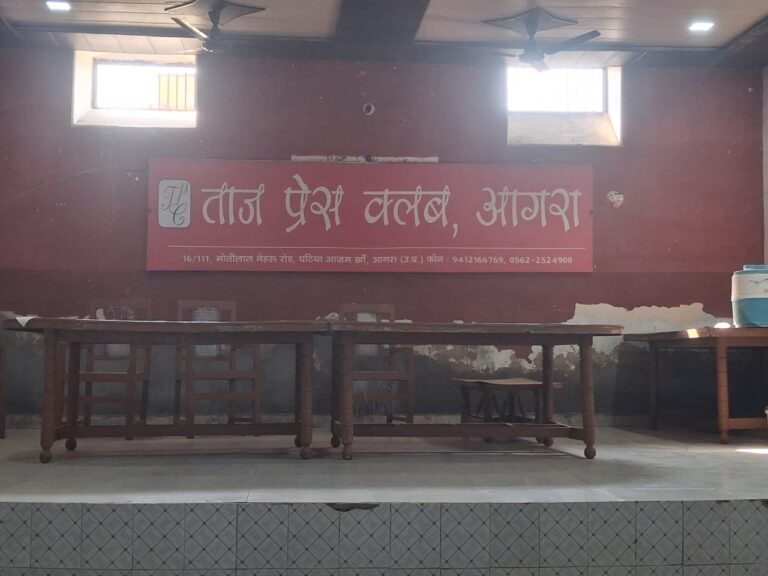 TPC
ताज प्रेस क्लब, आगरा
16/111, मोतीलाल नेहरू रोड, घटिया आजम खाँ, आगरा (उ.प्र.) फोन : 9412166769, 0562-2524908